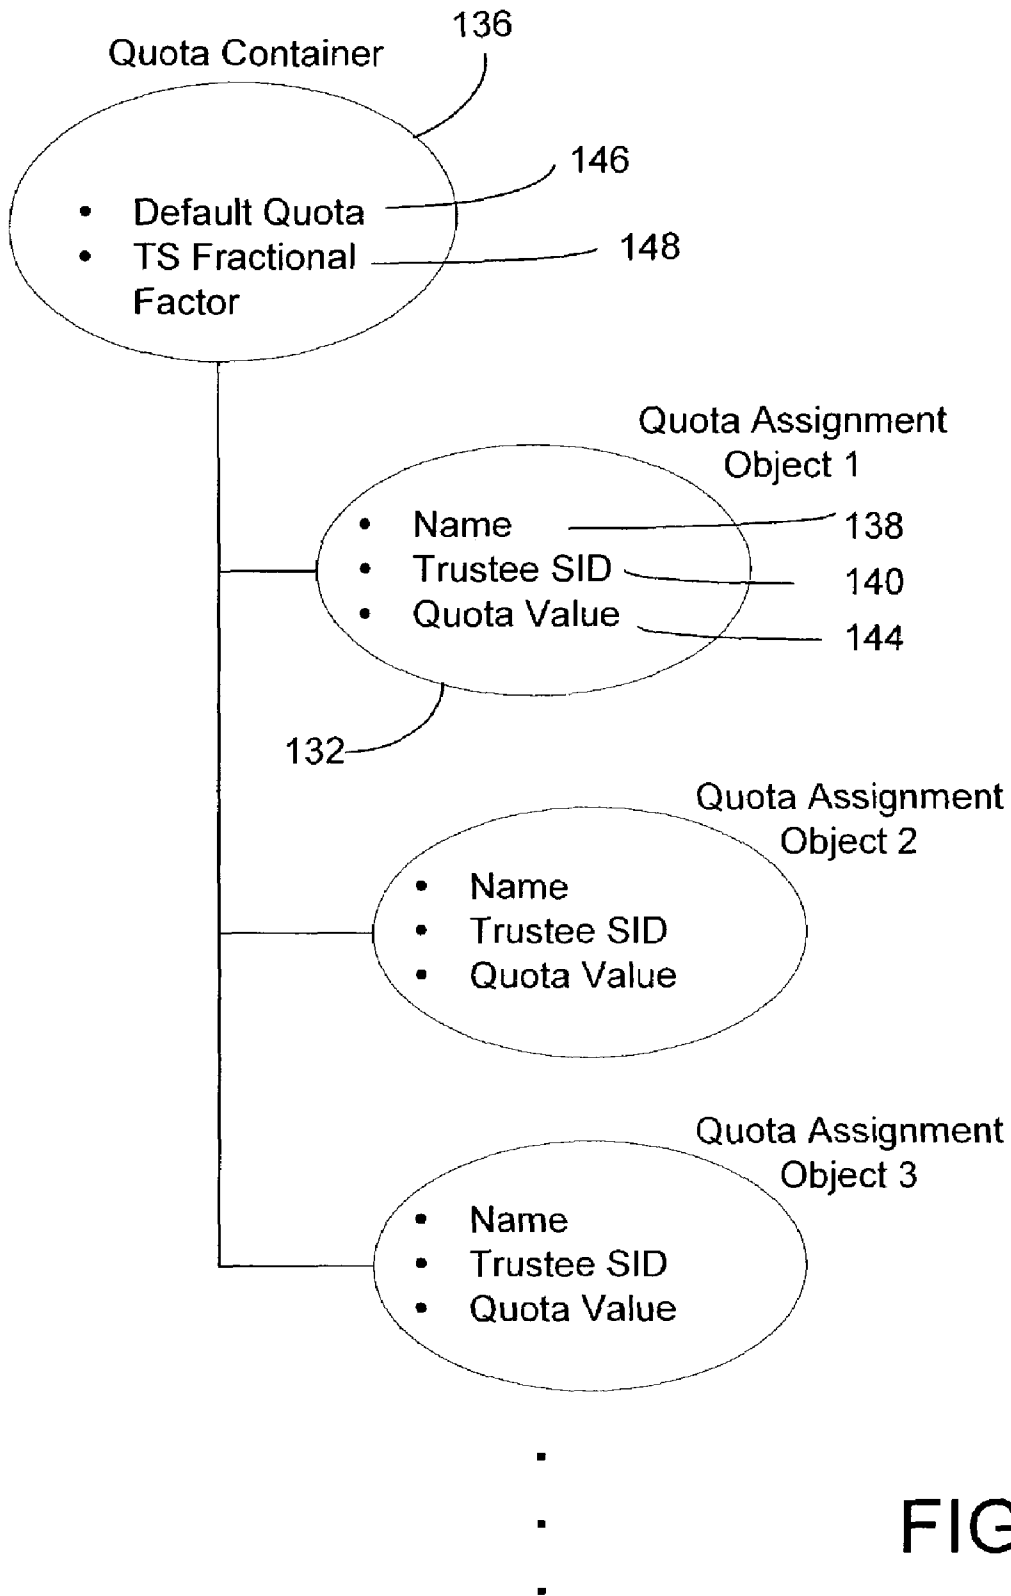 136
Quota Container
146
• Default Quota
148
• TS Fractional
Factor
Quota Assignment
Object 1
• Name
138
• Trustee SID
140
• Quota Value
144
132
Quota Assignment
Object 2
• Name
• Trustee SID
• Quota Value
Quota Assignment
Object 3
• Name
• Trustee SID
• Quota Value
FIG